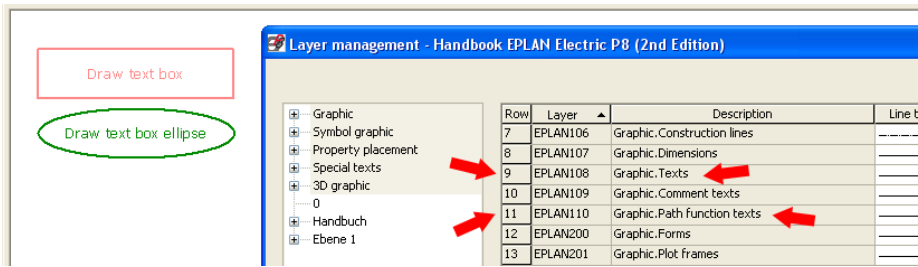 Layer management - Handbook EPLAN Electric P8 (2nd Edition)
Draw text box
Draw text box ellipse
Graphic
Symbol graphic
Property placement
Special texts
3D graphic
0
Handbuch
Ebene 1
Row Layer Description Line t
7 EPLAN106 Graphic.Construction lines
8 EPLAN107 Graphic.Dimensions
9 EPLAN108 Graphic.Texts
10 EPLAN109 Graphic.Comment texts
11 EPLAN110 Graphic.Path function texts
12 EPLAN200 Graphic.Forms
13 EPLAN201 Graphic.Plot frames